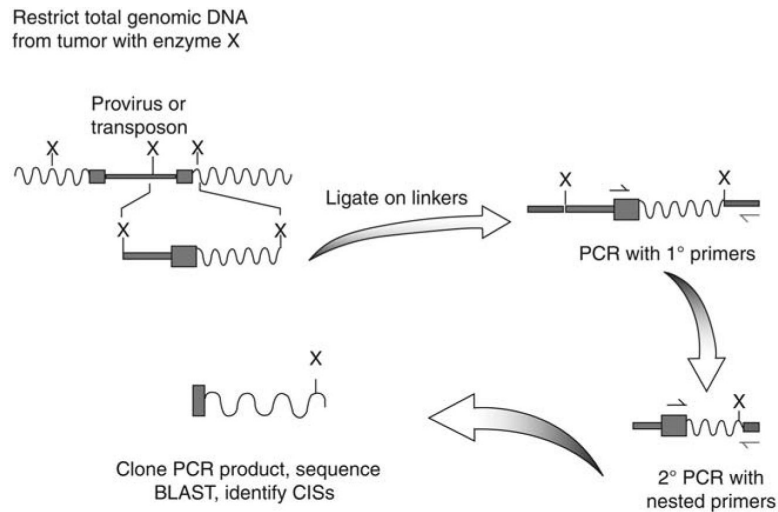 Restrict total genomic DNA
from tumor with enzyme X
Provirus or
transposon
X
X
X
X
X
Ligate on linkers
X
X
PCR with 1° primers
X
2° PCR with
nested primers
X
Clone PCR product, sequence
BLAST, identify CISs